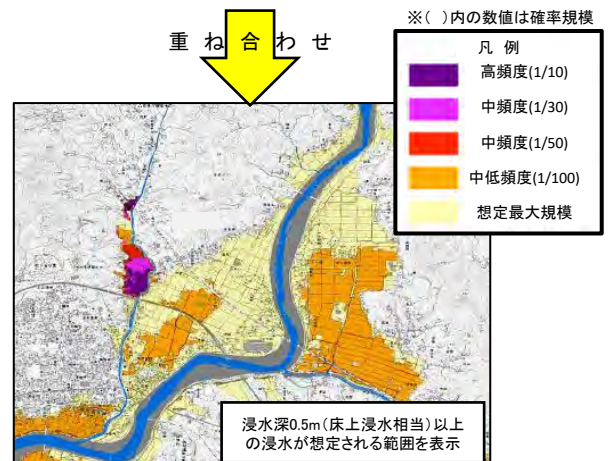 ※( )内の数値は確率規模
重ね合わせ
凡 例
高頻度(1/10)
中頻度(1/30)
中頻度(1/50)
中低頻度(1/100)
想定最大規模
浸水深0.5m(床上浸水相当)以上
の浸水が想定される範囲を表示